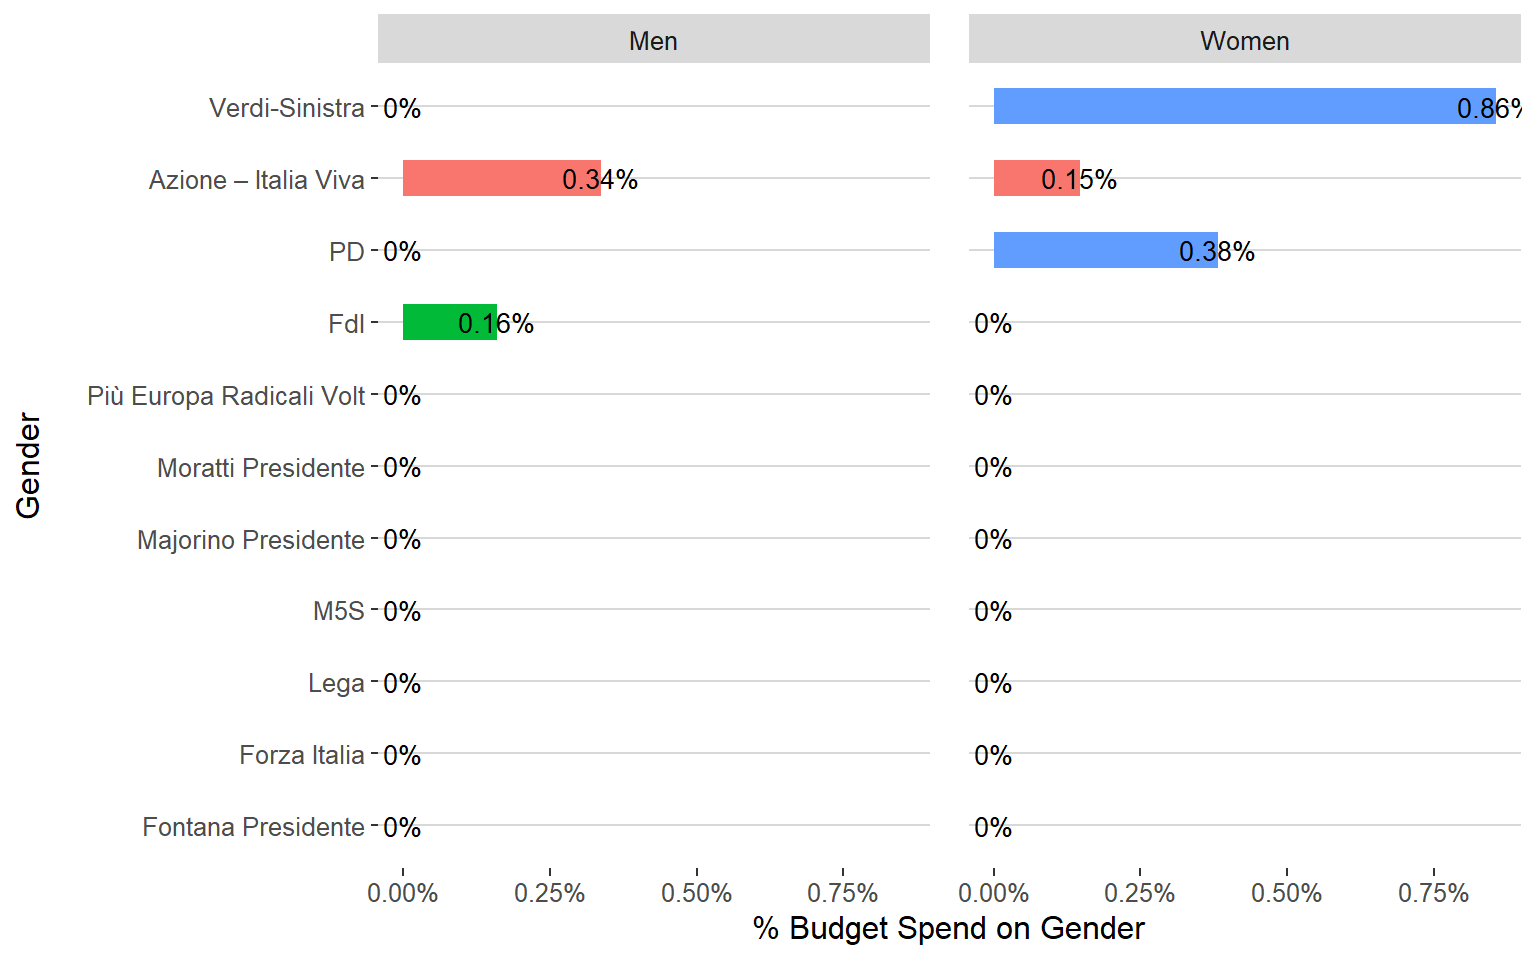 Men Women
Verdi-Sinistra 0% 0.86%
Azione – Italia Viva 0.34% 0.15%
PD 0% 0.38%
FdI 0.16% 0%
Più Europa Radicali Volt 0% 0%
Moratti Presidente 0% 0%
Majorino Presidente 0% 0%
M5S 0% 0%
Lega 0% 0%
Forza Italia 0% 0%
Fontana Presidente 0% 0%
0.00% 0.25% 0.50% 0.75% 0.00% 0.25% 0.50% 0.75%
% Budget Spend on Gender
Gender